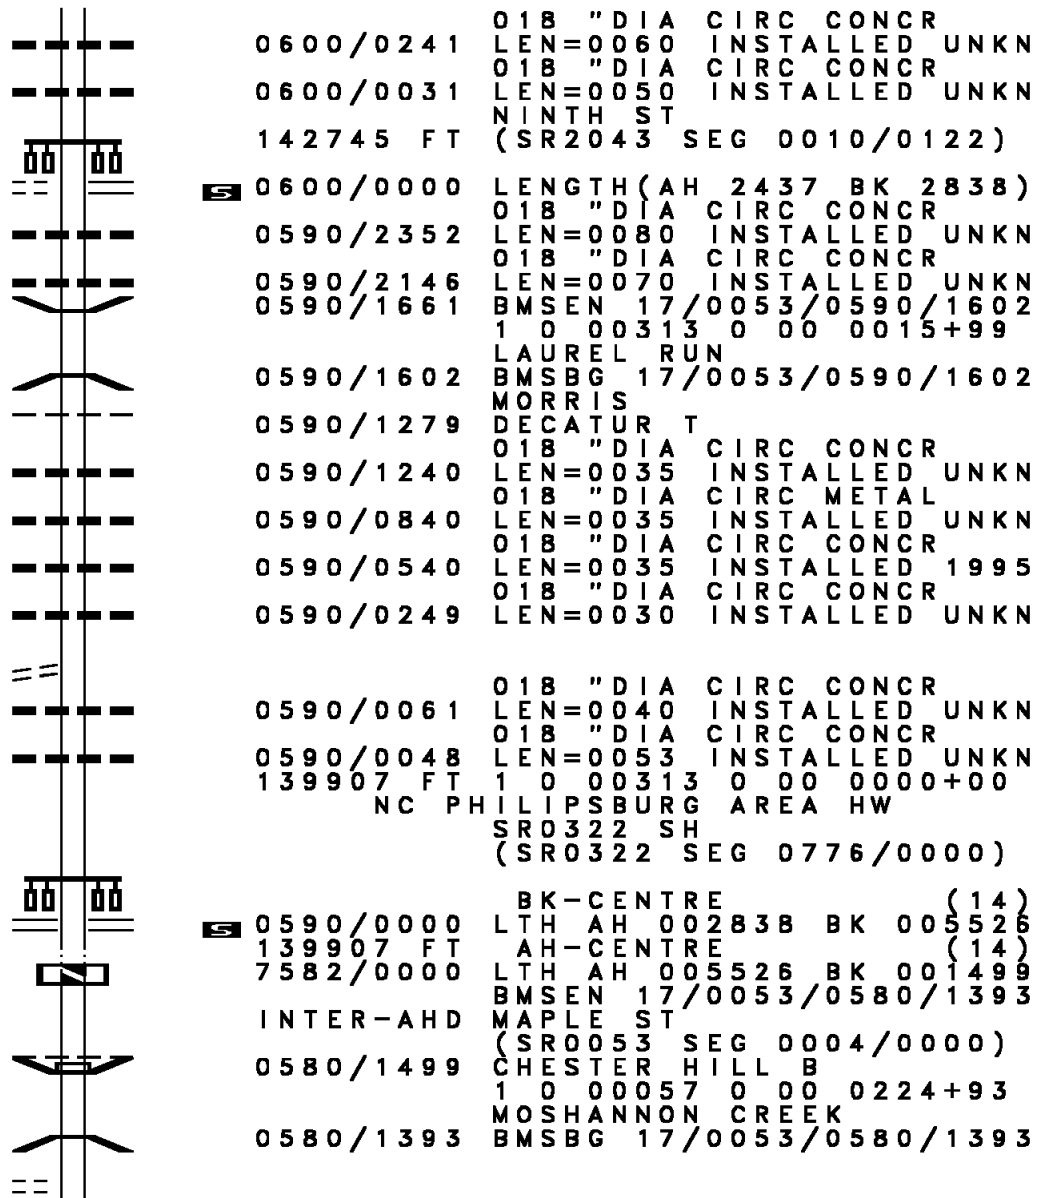 018 "DIA CIRC CONCR
0600/0241 LEN=0060 INSTALLED UNKN
018 "DIA CIRC CONCR
0600/0031 LEN=0050 INSTALLED UNKN
NINTH ST
142745 FT (SR2043 SEG 0010/0122)
S 0600/0000 LENGTH(AH 2437 BK 2838)
018 "DIA CIRC CONCR
0590/2352 LEN=0080 INSTALLED UNKN
018 "DIA CIRC CONCR
0590/2146 LEN=0070 INSTALLED UNKN
0590/1661 BMSEN 17/0053/0590/1602
1 0 00313 0 00 0015+99
LAUREL RUN
0590/1602 BMSBG 17/0053/0590/1602
MORRIS
0590/1279 DECATUR T
018 "DIA CIRC CONCR
0590/1240 LEN=0035 INSTALLED UNKN
018 "DIA CIRC METAL
0590/0840 LEN=0035 INSTALLED UNKN
018 "DIA CIRC CONCR
0590/0540 LEN=0035 INSTALLED 1995
018 "DIA CIRC CONCR
0590/0249 LEN=0030 INSTALLED UNKN
018 "DIA CIRC CONCR
0590/0061 LEN=0040 INSTALLED UNKN
018 "DIA CIRC CONCR
0590/0048 LEN=0053 INSTALLED UNKN
139907 FT 1 0 00313 0 00 0000+00
NC PHILIPSBURG AREA HW
SR0322 SH
(SR0322 SEG 0776/0000)
BK-CENTRE (14)
S 0590/0000 LTH AH 002838 BK 005526
139907 FT AH-CENTRE (14)
7582/0000 LTH AH 005526 BK 001499
BMSEN 17/0053/0580/1393
INTER-AHD MAPLE ST
(SR0053 SEG 0004/0000)
0580/1499 CHESTER HILL B
1 0 00057 0 00 0224+93
MOSHANNON CREEK
0580/1393 BMSBG 17/0053/0580/1393